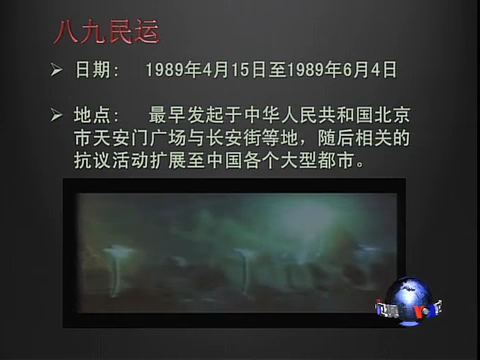 八九民运
➢ 日期： 1989年4月15日至1989年6月4日
➢ 地点： 最早发起于中华人民共和国北京
市天安门广场与长安街等地，随后相关的
抗议活动扩展至中国各个大型都市。